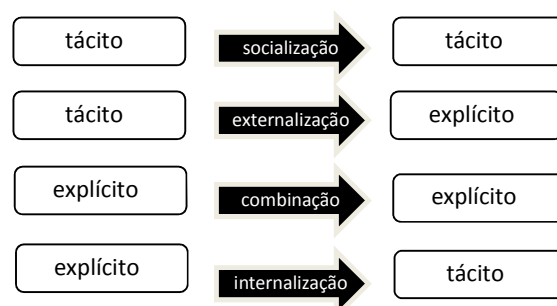 tácito socialização tácito
tácito externalização explícito
explícito combinação explícito
explícito internalização tácito